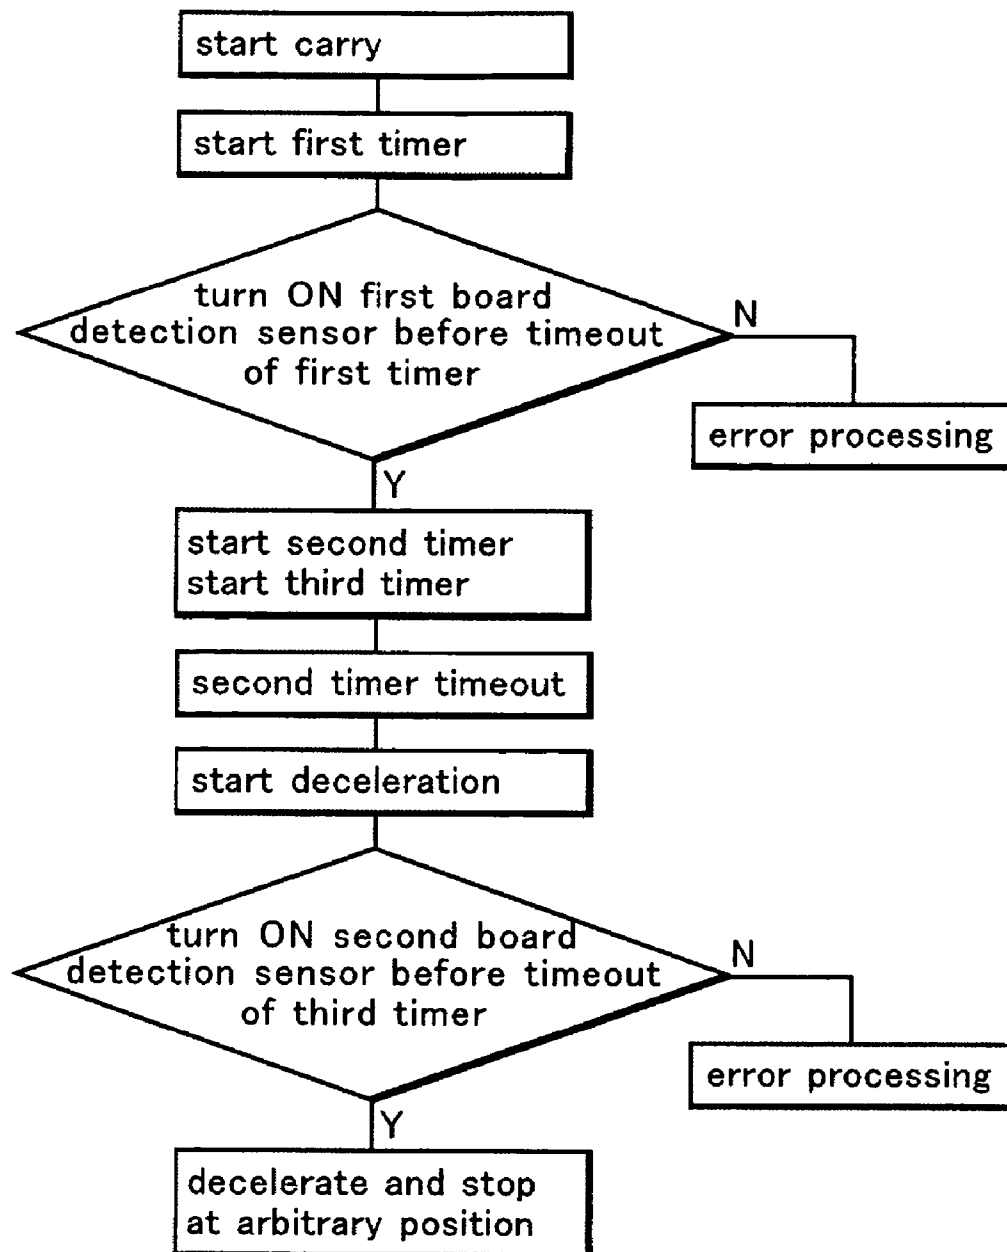 start carry
start first timer
turn ON first board
detection sensor before timeout
of first timer
N
error processing
Y
start second timer
start third timer
second timer timeout
start deceleration
turn ON second board
detection sensor before timeout
of third timer
N
error processing
Y
decelerate and stop
at arbitrary position